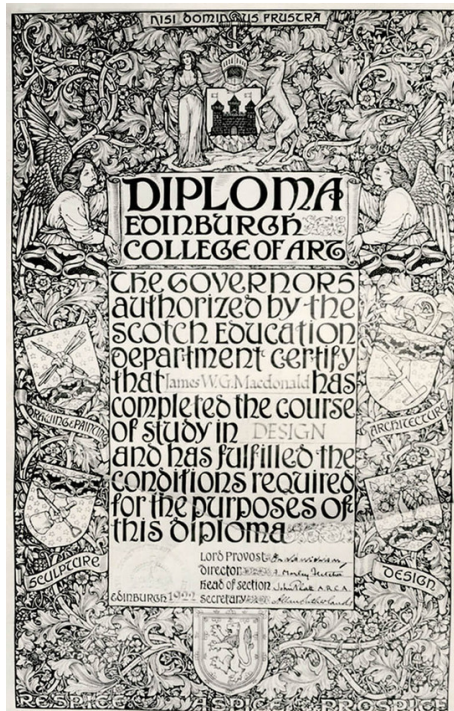 NISI DOMINUS FRUSTRA
DIPLOMA
EDINBURGH
COLLEGE OF ART
THE GOVERNORS
authorized by the
SCOTCH EDUCATION
DEPARTMENT CERTIFY
that James W.G. Macdonald has
completed the course
of study in DESIGN
and has fulfilled the
conditions required
for the purposes of
this diploma
DRAWING & PAINTING
ARCHITECTURE
SCULPTURE
DESIGN
LORD PROVOST
DIRECTOR
HEAD OF SECTION A.R.C.A.
SECRETARY
EDINBURGH 1922
RESPICE ASPICE PROSPICE